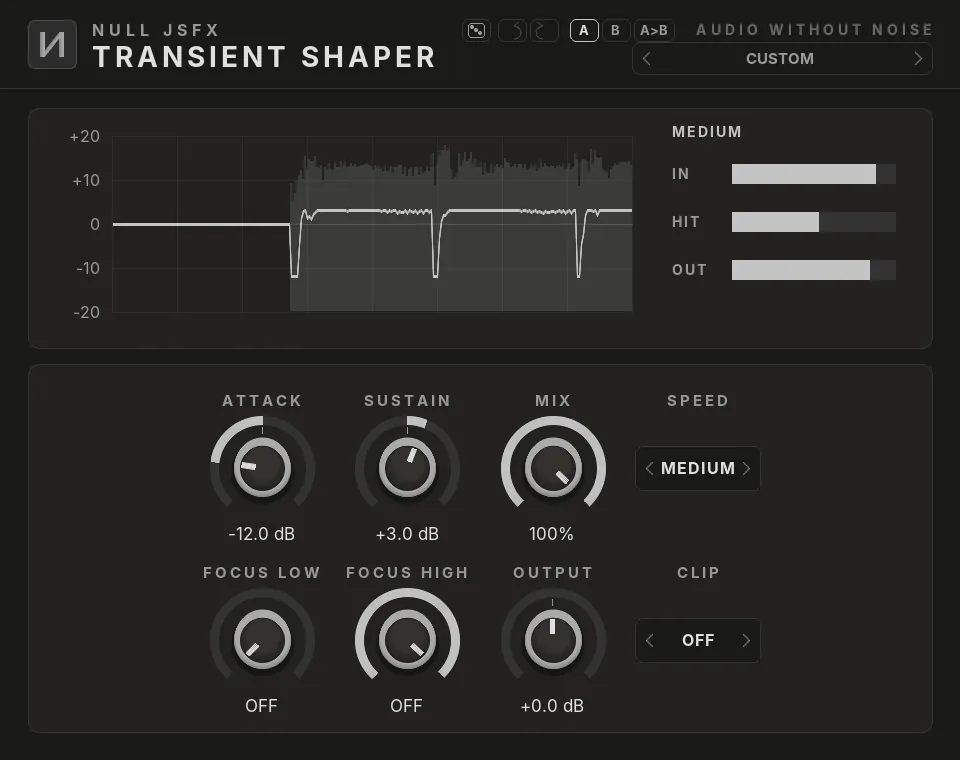 NULL JSFX
TRANSIENT SHAPER
A B A>B
AUDIO WITHOUT NOISE
CUSTOM
+20
+10
0
-10
-20
MEDIUM
IN
HIT
OUT
ATTACK SUSTAIN MIX SPEED
MEDIUM
-12.0 dB +3.0 dB 100%
FOCUS LOW FOCUS HIGH OUTPUT CLIP
OFF
OFF OFF +0.0 dB